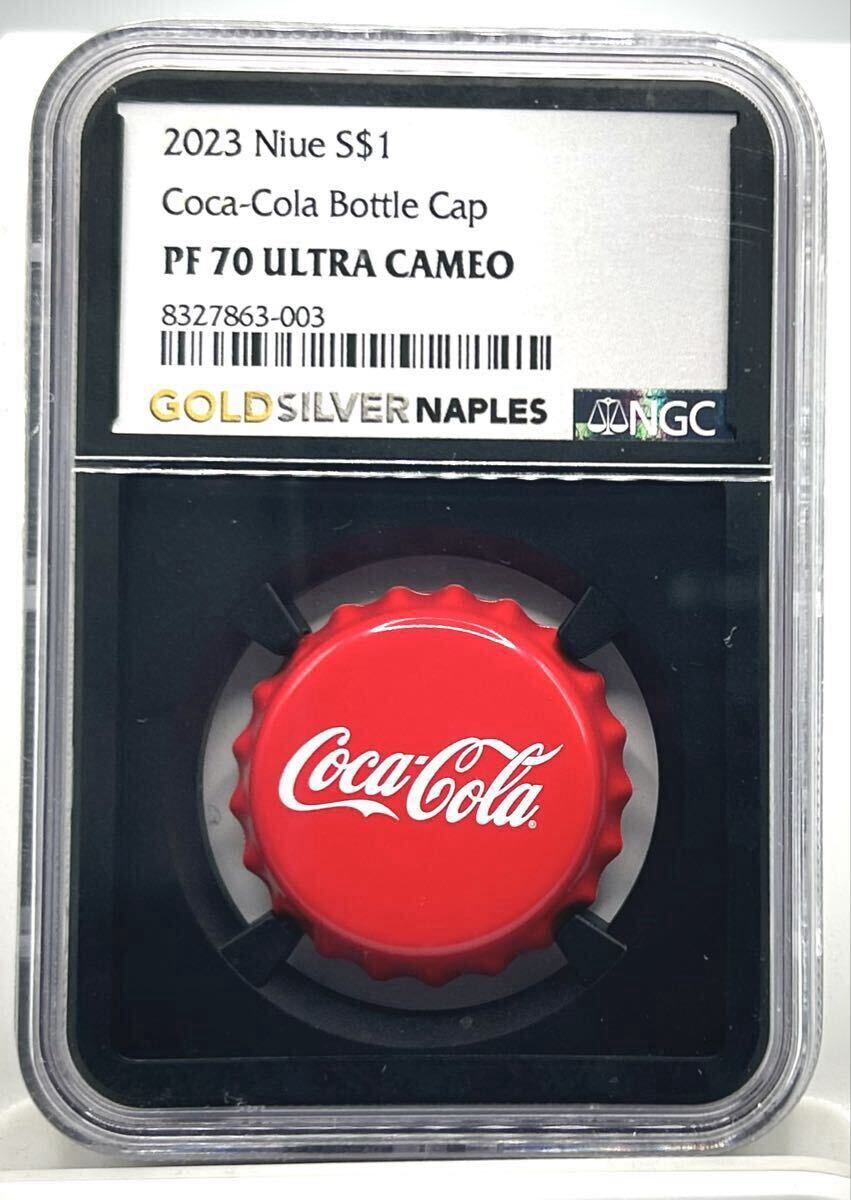 2023 Niue S$1
Coca-Cola Bottle Cap
PF 70 ULTRA CAMEO
8327863-003
GOLDSILVERNAPLES
NGC
Coca-Cola®